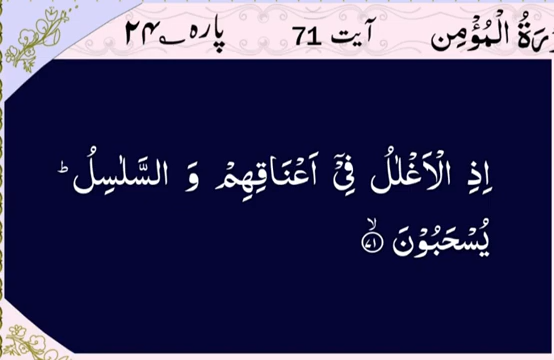 سُوْرَةُ الْمُؤْمِن آیت 71 پارہ ۲۴
اِذِ الْاَغْلٰلُ فِیْۤ اَعْنَاقِهِمْ وَ السَّلٰسِلُ ؕ
یُسْحَبُوْنَ ۙ﴿۷۱﴾